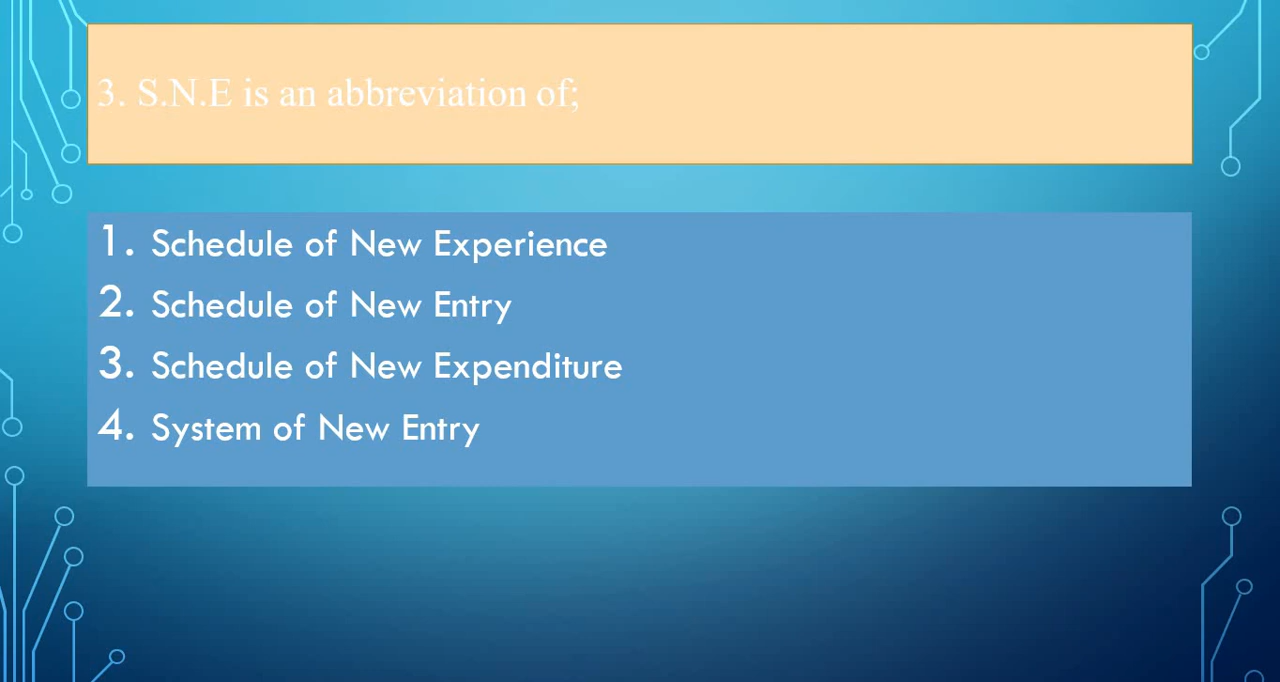 3. S.N.E is an abbreviation of;
1. Schedule of New Experience
2. Schedule of New Entry
3. Schedule of New Expenditure
4. System of New Entry